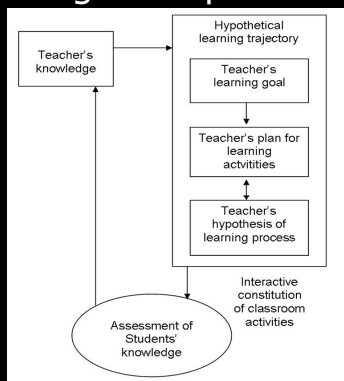 Hypothetical
learning trajectory
Teacher's
knowledge
Teacher's
learning goal
Teacher's plan for
learning actvitities
Teacher's
hypothesis of
learning process
Interactive
constitution
of classroom
activities
Assessment of
Students'
knowledge